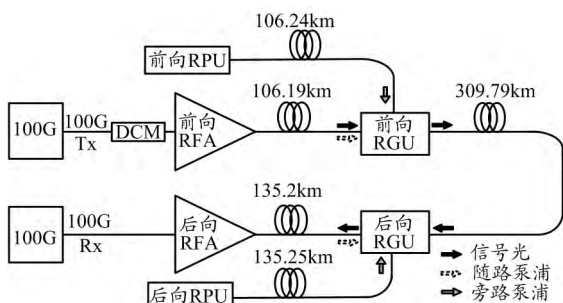 106.24km
前向RPU
100G
100G
Tx
DCM
前向
RFA
106.19km
前向
RGU
309.79km
100G
100G
Rx
后向
RFA
135.2km
后向
RGU
135.25km
后向RPU
信号光
随路泵浦
旁路泵浦